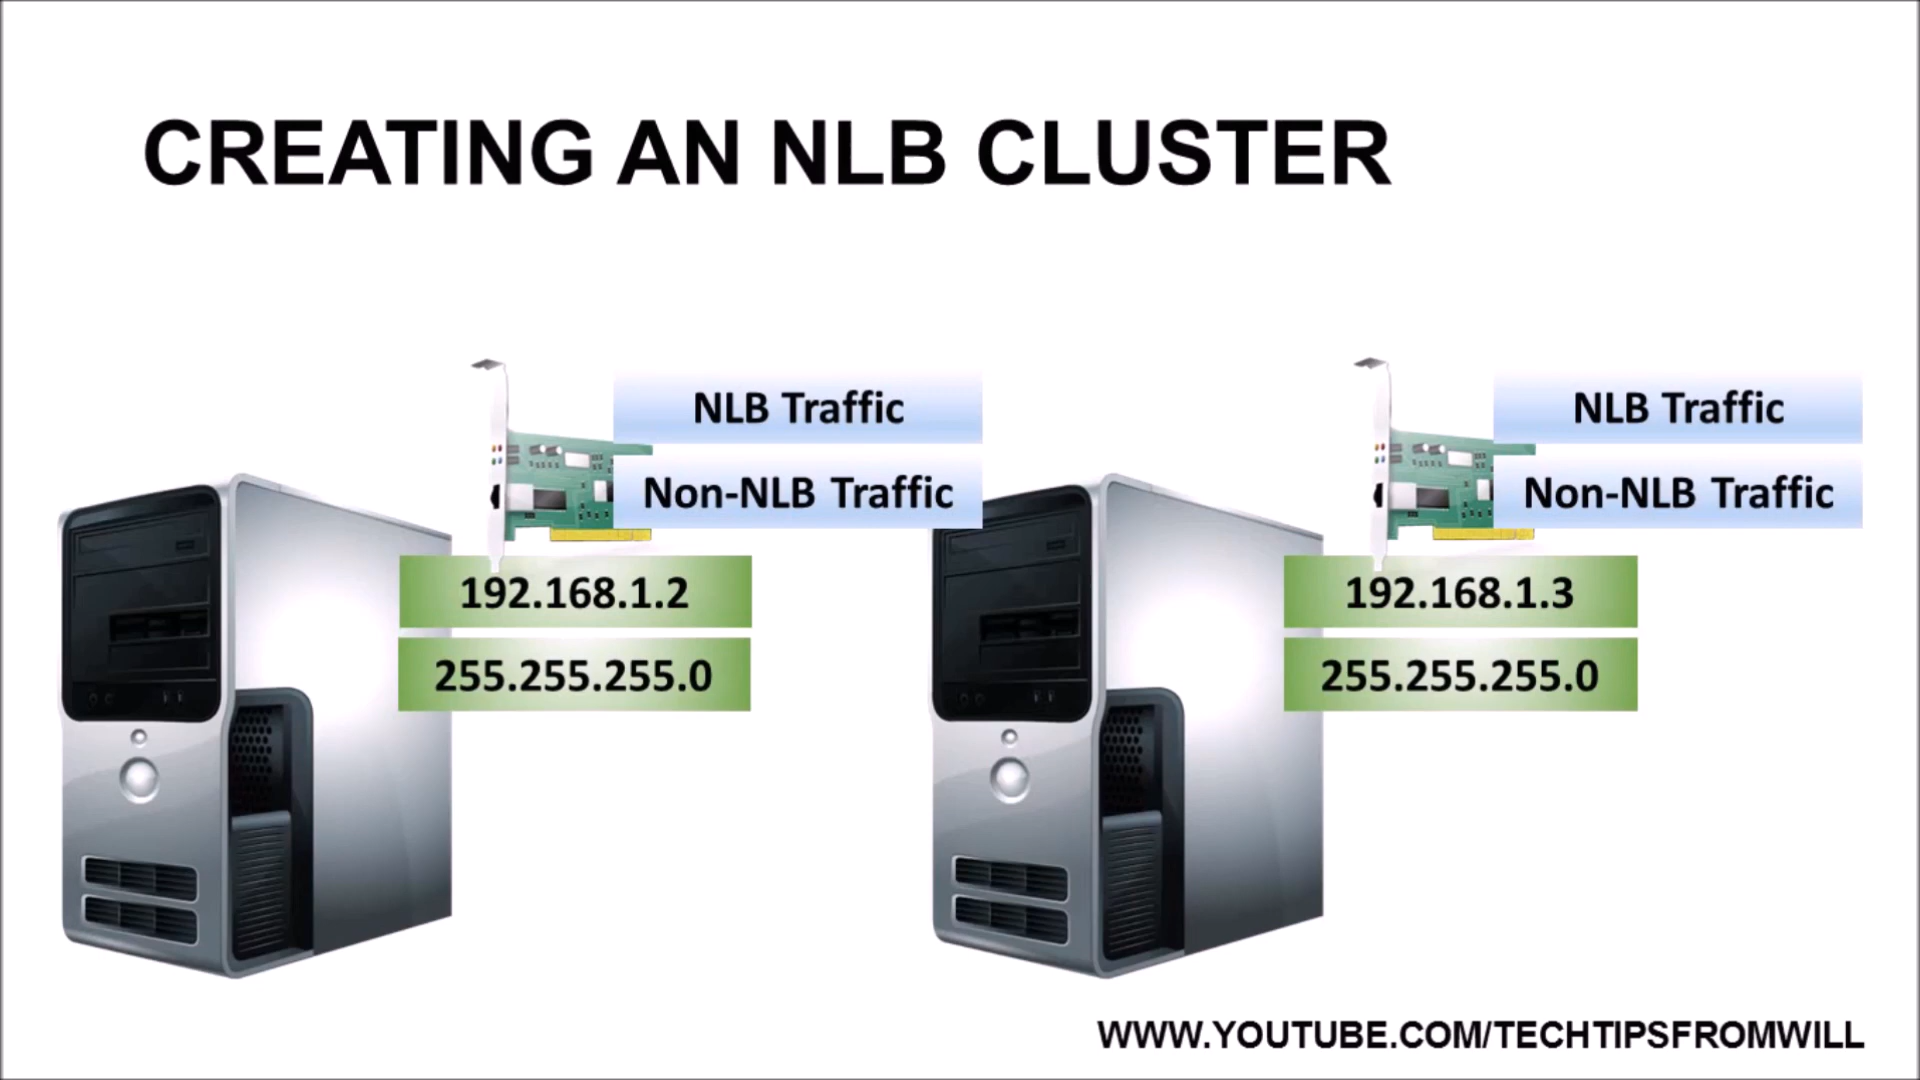 CREATING AN NLB CLUSTER
NLB Traffic
Non-NLB Traffic
192.168.1.2
255.255.255.0
NLB Traffic
Non-NLB Traffic
192.168.1.3
255.255.255.0
WWW.YOUTUBE.COM/TECHTIPSFROMWILL